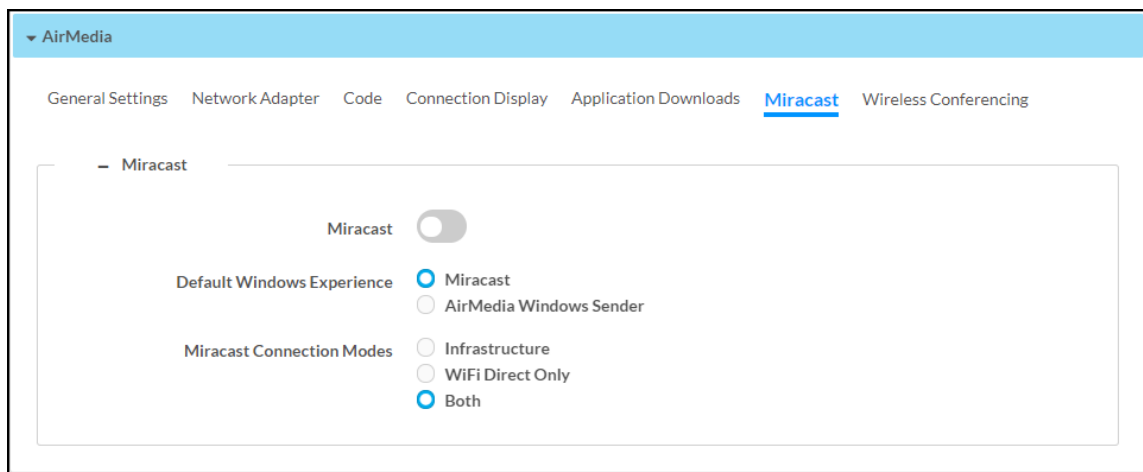 AirMedia
General Settings Network Adapter Code Connection Display Application Downloads Miracast Wireless Conferencing
Miracast
Miracast
Default Windows Experience Miracast
AirMedia Windows Sender
Miracast Connection Modes Infrastructure
WiFi Direct Only
Both